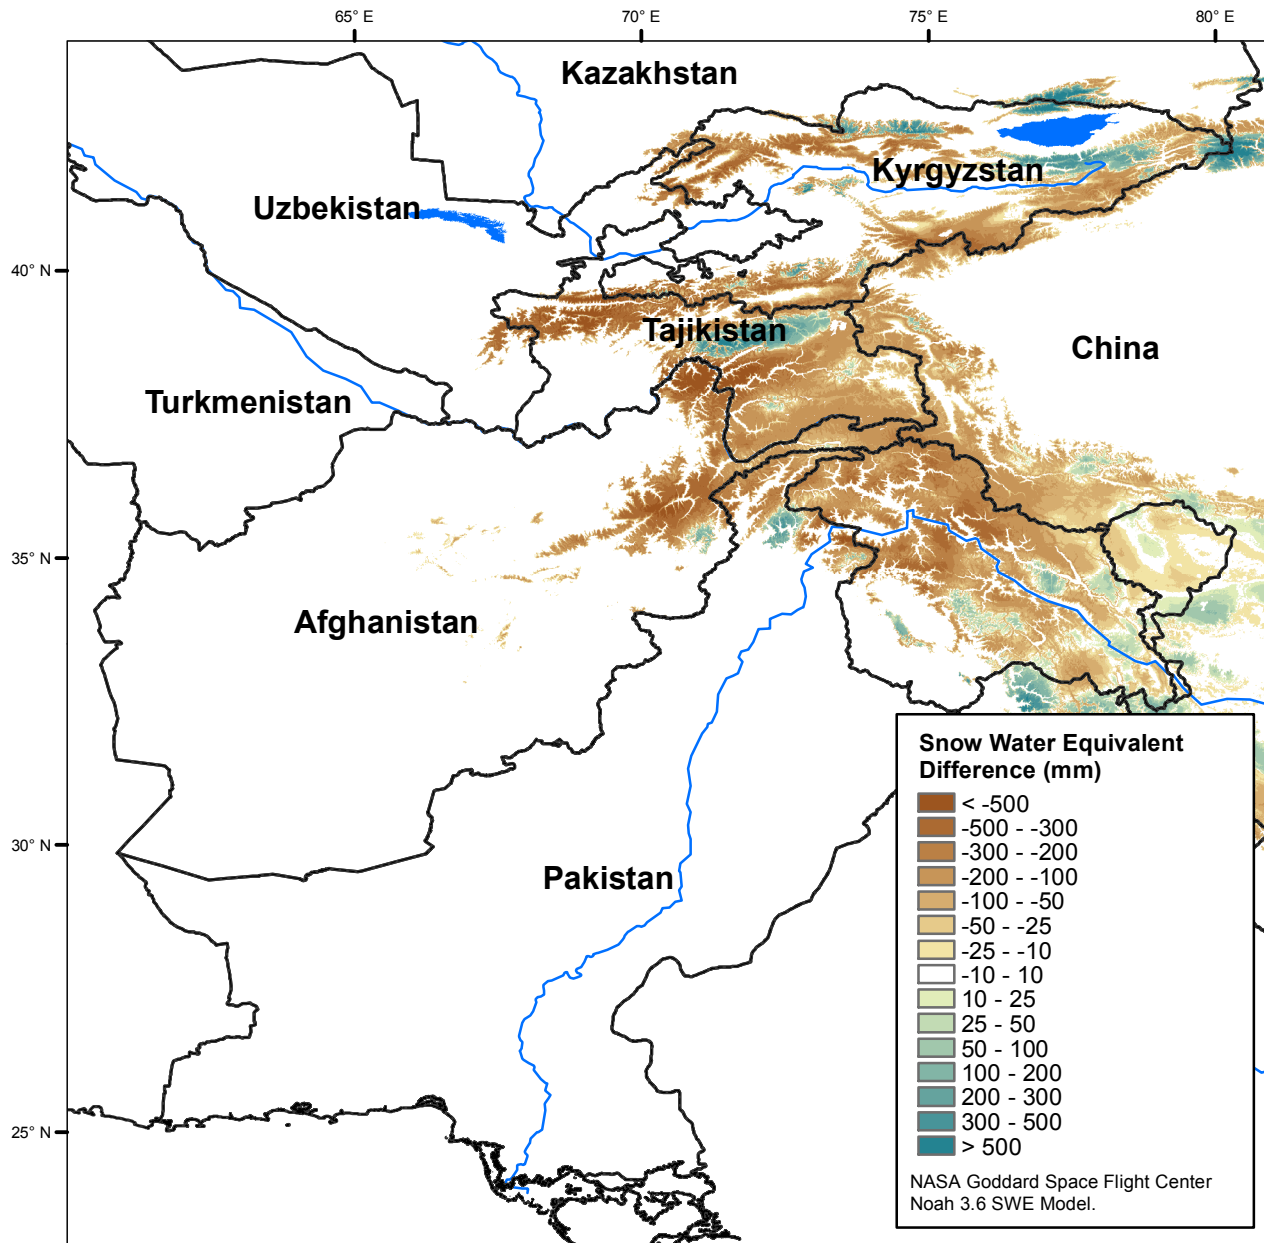 65° E
70° E
75° E
80° E
Kazakhstan
Kyrgyzstan
Uzbekistan
40° N
Tajikistan
China
Turkmenistan
35° N
Afghanistan
30° N
Pakistan
25° N
Snow Water Equivalent
Difference (mm)
< -500
-500 - -300
-300 - -200
-200 - -100
-100 - -50
-50 - -25
-25 - -10
-10 - 10
10 - 25
25 - 50
50 - 100
100 - 200
200 - 300
300 - 500
> 500
NASA Goddard Space Flight Center
Noah 3.6 SWE Model.